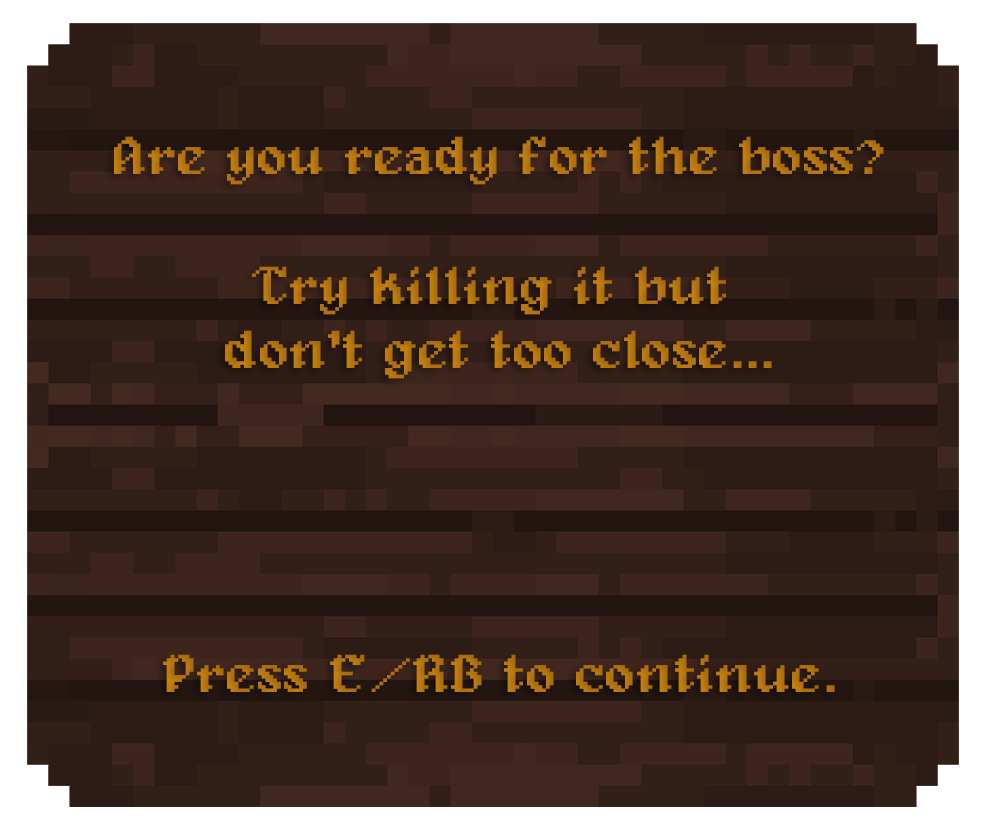 Are you ready for the boss?
Try killing it but
don't get too close...
Press E/RB to continue.